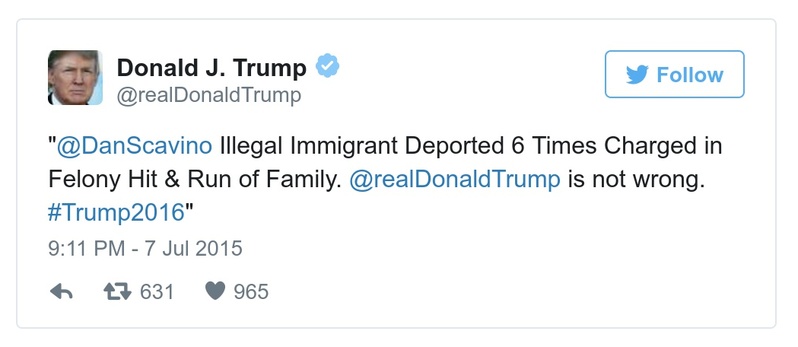 Donald J. Trump
@realDonaldTrump
Follow
"@DanScavino Illegal Immigrant Deported 6 Times Charged in
Felony Hit & Run of Family. @realDonaldTrump is not wrong.
#Trump2016"
9:11 PM - 7 Jul 2015
631 965